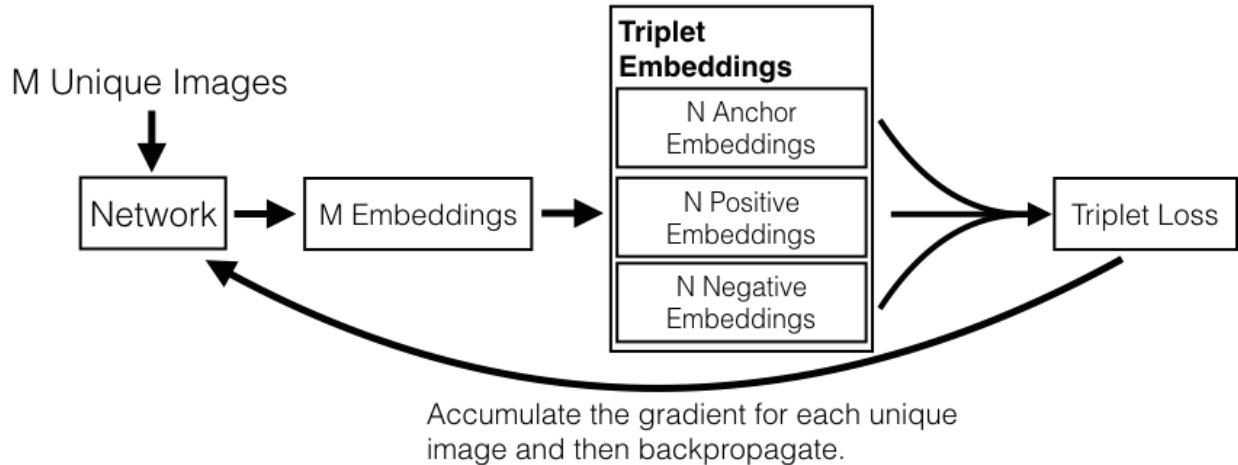 M Unique Images
Network
M Embeddings
Triplet
Embeddings
N Anchor
Embeddings
N Positive
Embeddings
N Negative
Embeddings
Triplet Loss
Accumulate the gradient for each unique
image and then backpropagate.